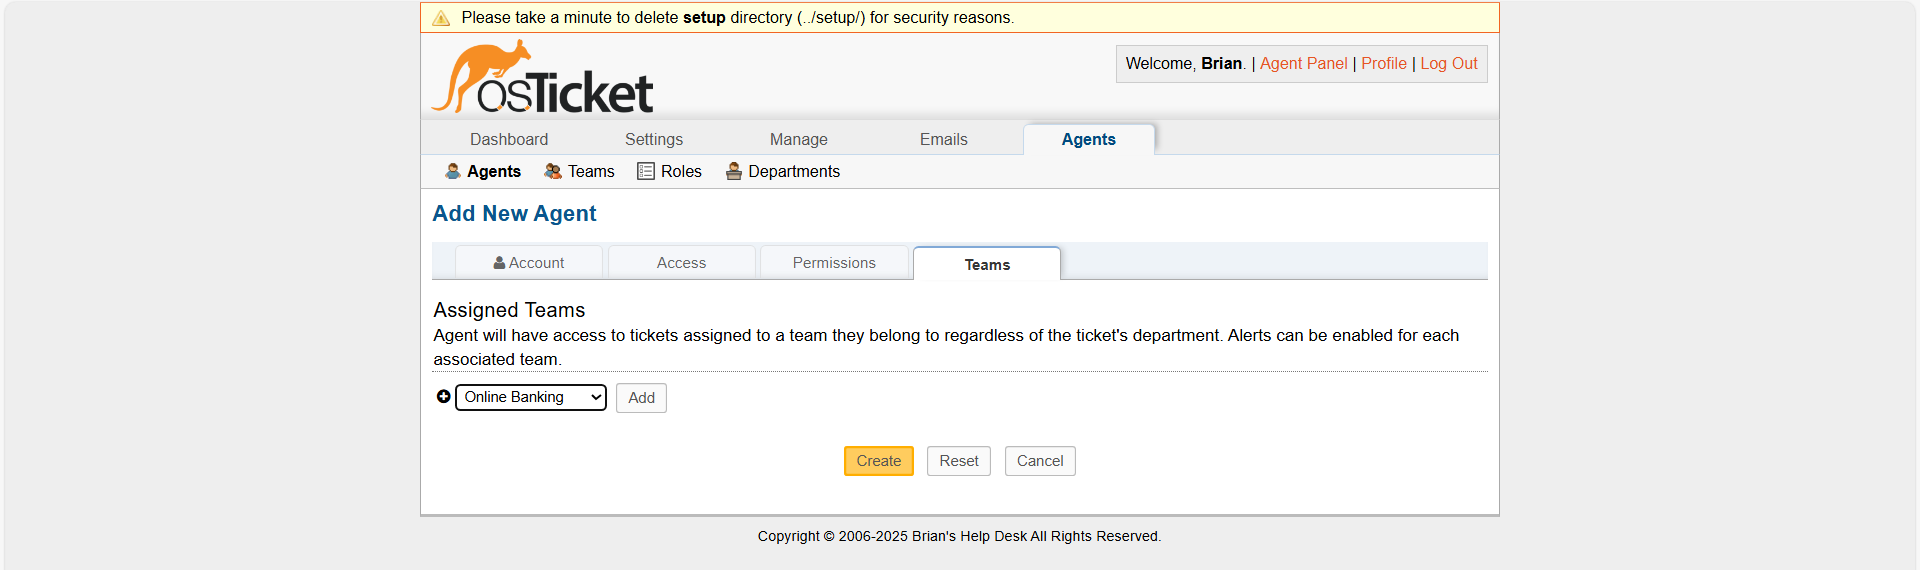 Please take a minute to delete setup directory (../setup/) for security reasons.
osTicket
Welcome, Brian. | Agent Panel | Profile | Log Out
Dashboard Settings Manage Emails Agents
Agents Teams Roles Departments
Add New Agent
Account Access Permissions Teams
Assigned Teams
Agent will have access to tickets assigned to a team they belong to regardless of the ticket's department. Alerts can be enabled for each
associated team.
Online Banking Add
Create Reset Cancel
Copyright © 2006-2025 Brian's Help Desk All Rights Reserved.